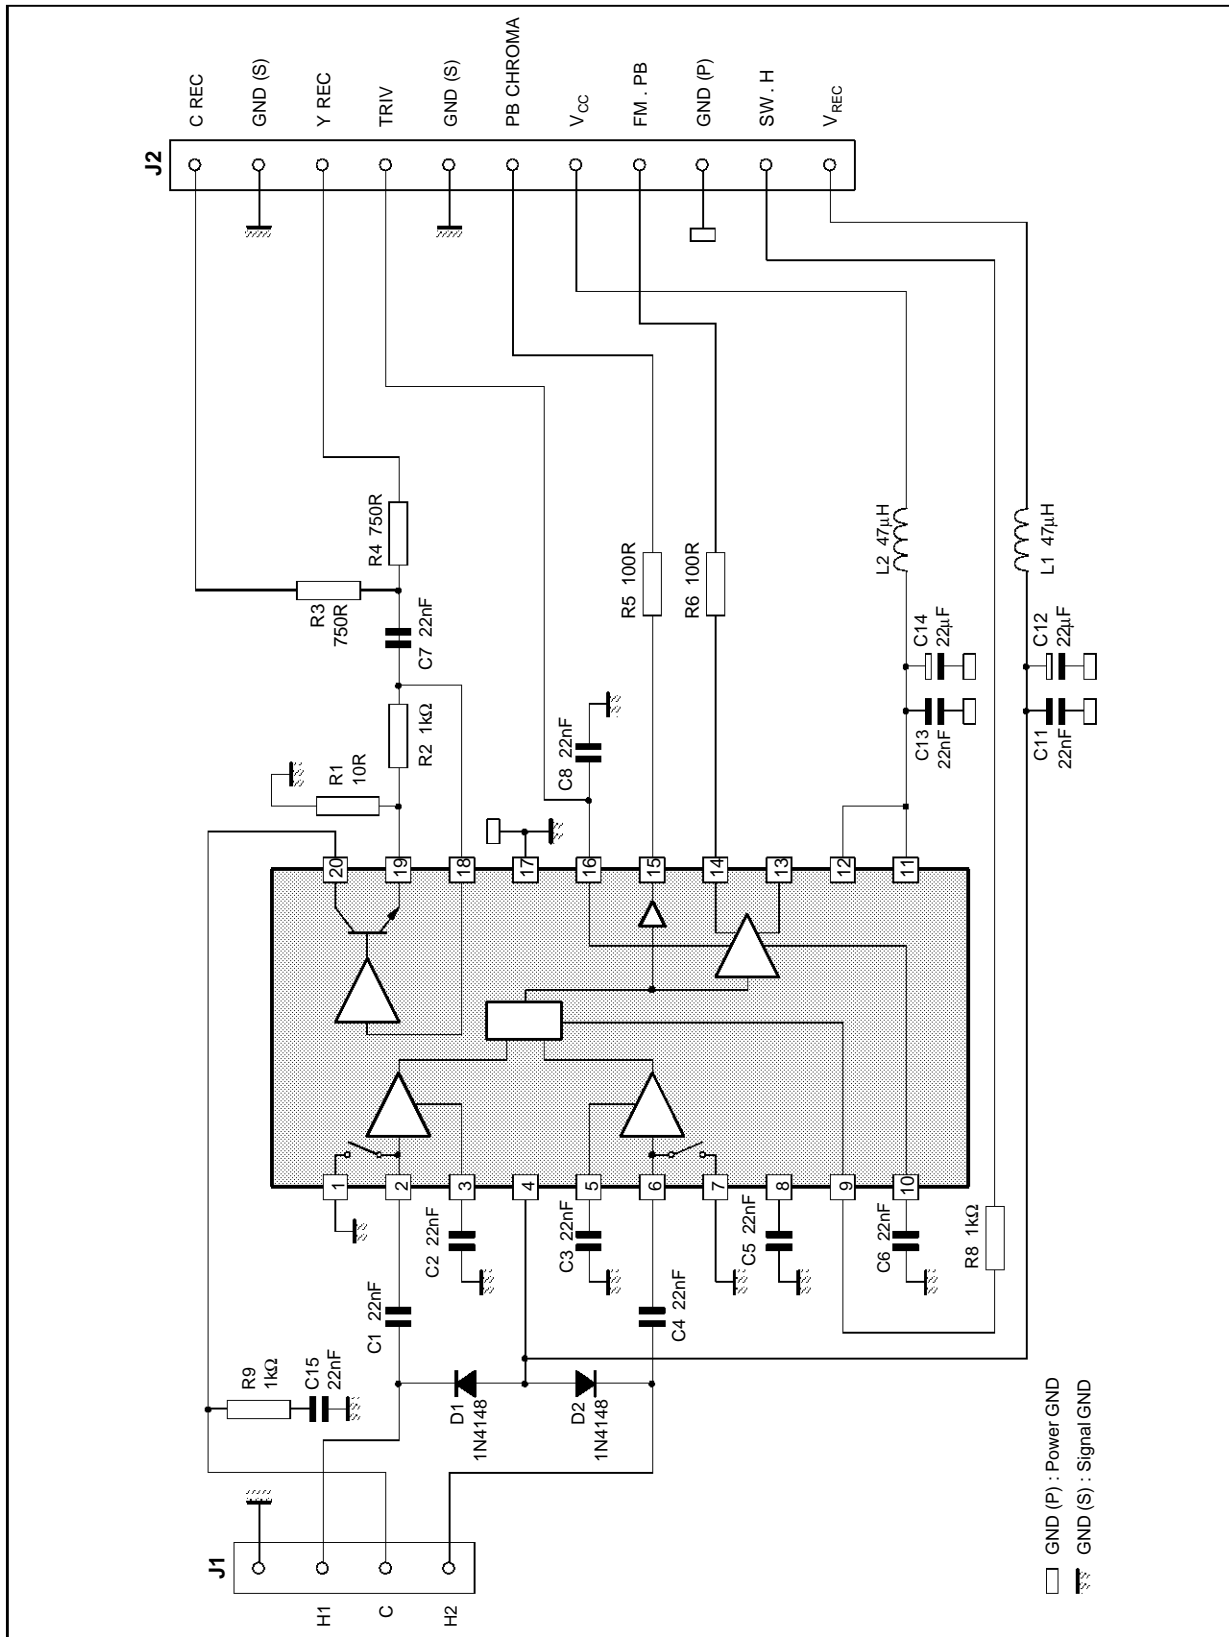 J2
C REC
GND (S)
Y REC
TRIV
GND (S)
PB CHROMA
VCC
FM . PB
GND (P)
SW . H
VREC
R3
750R
R4 750R
C7 22nF
R1
10R
R2 1kΩ
C8 22nF
R5 100R
R6 100R
L2 47μH
L1 47μH
C14
22μF
C13
22nF
C12
22μF
C11
22nF
20
19
18
17
16
15
14
13
12
11
1
2
3
4
5
6
7
8
9
10
C2 22nF
C3 22nF
C5 22nF
C6 22nF
R8 1kΩ
C1 22nF
C4 22nF
R9
1kΩ
C15
22nF
D1
1N4148
D2
1N4148
J1
H1
C
H2
GND (P) : Power GND
GND (S) : Signal GND